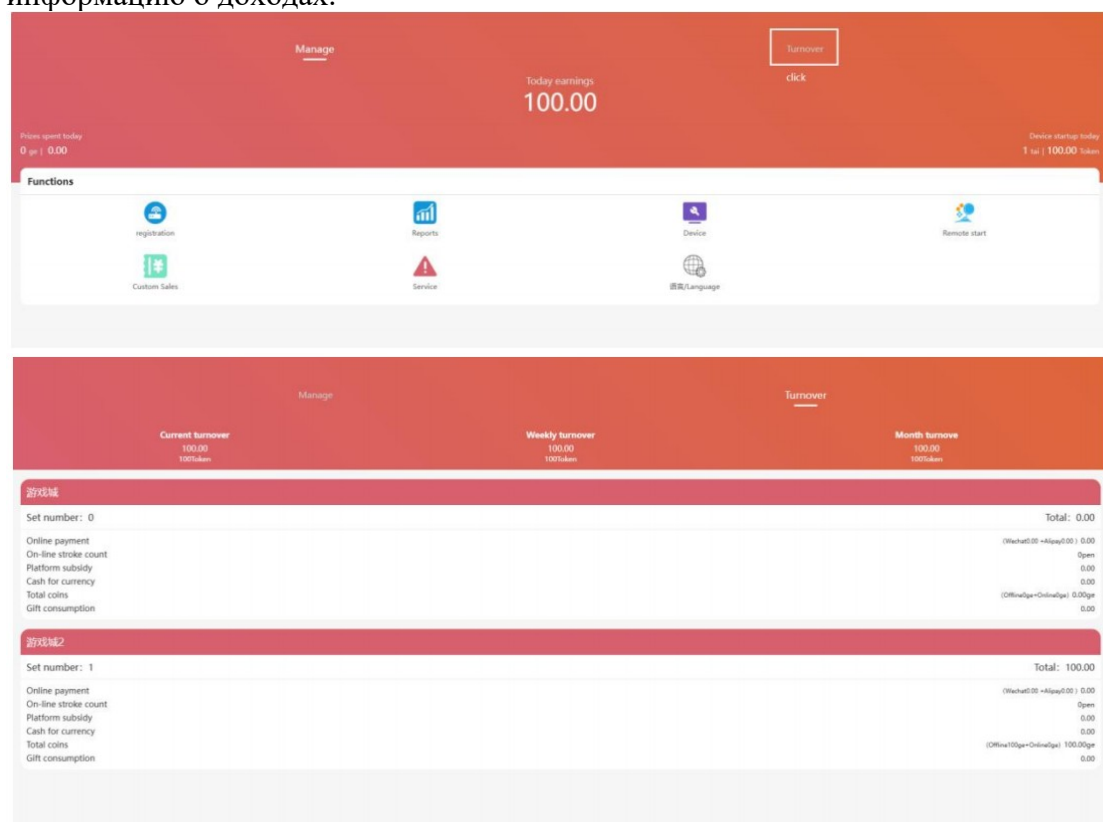 информацию о доходах.
Manage
Turnover
click
Today earnings
100.00
Prizes spent today
0 ge | 0.00
Device startup today
1 tai | 100.00 Token
Functions
registration
Reports
Device
Remote start
Custom Sales
Service
语言/Language
Manage
Turnover
Current turnover
Weekly turnover
Month turnove
100.00
100.00
100.00
100Token
100Token
100Token
游戏城
Set number: 0
Total: 0.00
Online payment
(Wechat0.00 +Alipay0.00 ) 0.00
On-line stroke count
0pen
Platform subsidy
0.00
Cash for currency
0.00
Total coins
(Offline0ge+Online0ge) 0.00ge
Gift consumption
0.00
游戏城2
Set number: 1
Total: 100.00
Online payment
(Wechat0.00 +Alipay0.00 ) 0.00
On-line stroke count
0pen
Platform subsidy
0.00
Cash for currency
0.00
Total coins
(Offline100ge+Online0ge) 100.00ge
Gift consumption
0.00